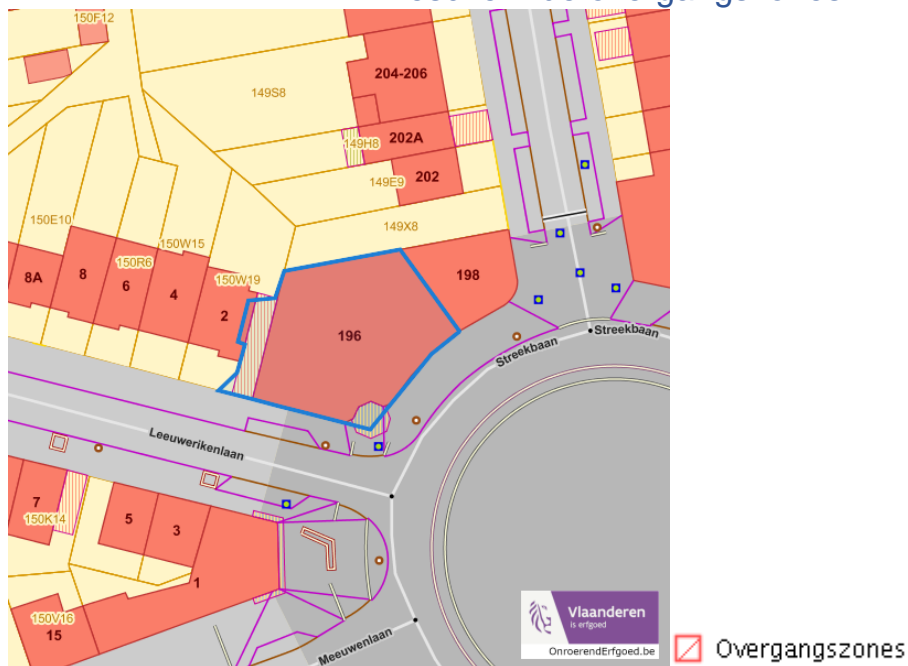 150F12
204-206
149S8
202A
149H8
202
149E9
150E10
150W15
149X8
150R6
150W19
8A
8
6
4
2
198
196
Streekbaan
Streekbaan
Leeuwerikenlaan
7
150K14
5
3
1
150V16
15
Meeuwenlaan
Vlaanderen
is erfgoed
OnroerendErfgoed.be
Overgangszones